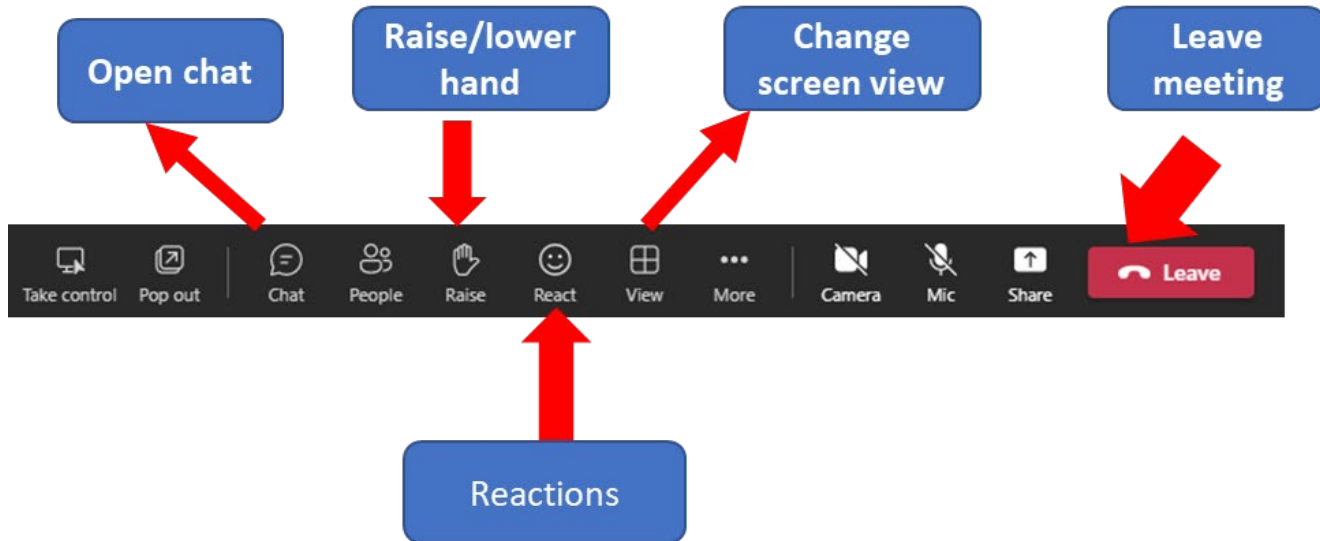 Open chat
Raise/lower
hand
Change
screen view
Leave
meeting
Take control Pop out Chat People Raise React View More Camera Mic Share Leave
Reactions